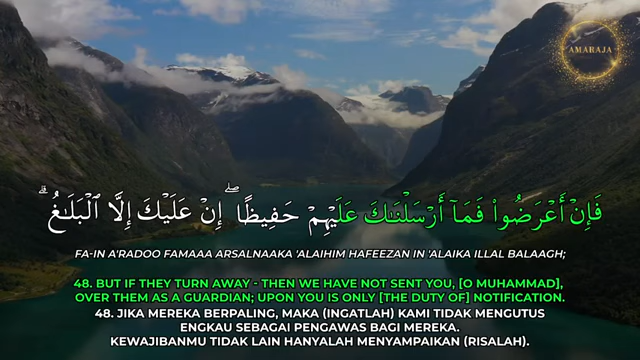 AMARAJA
فَإِنْ أَعْرَضُوا۟ فَمَآ أَرْسَلْنَـٰكَ عَلَيْهِمْ حَفِيظًا ۖ إِنْ عَلَيْكَ إِلَّا ٱلْبَلَـٰغُ ۗ
FA-IN A'RADOO FAMAAA ARSALNAAKA 'ALAIHIM HAFEEZAN IN 'ALAIKA ILLAL BALAAGH;
48. BUT IF THEY TURN AWAY - THEN WE HAVE NOT SENT YOU, [O MUHAMMAD],
OVER THEM AS A GUARDIAN; UPON YOU IS ONLY [THE DUTY OF] NOTIFICATION.
48. JIKA MEREKA BERPALING, MAKA (INGATLAH) KAMI TIDAK MENGUTUS
ENGKAU SEBAGAI PENGAWAS BAGI MEREKA.
KEWAJIBANMU TIDAK LAIN HANYALAH MENYAMPAIKAN (RISALAH).